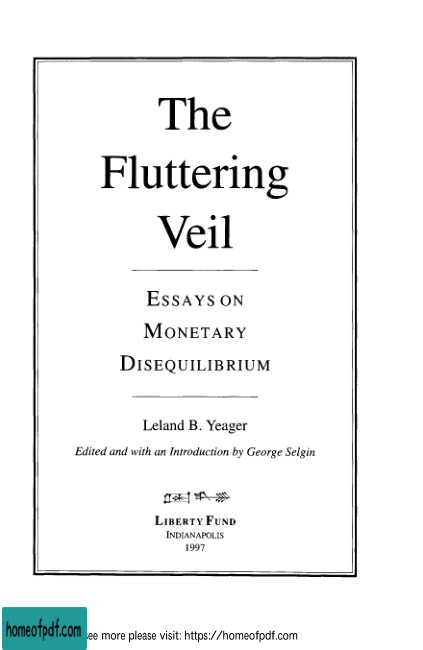 The
Fluttering
Veil
ESSAYS ON
MONETARY
DISEQUILIBRIUM
Leland B. Yeager
Edited and with an Introduction by George Selgin
LIBERTY FUND
INDIANAPOLIS
1997
homeofpdf.com see more please visit: https://homeofpdf.com